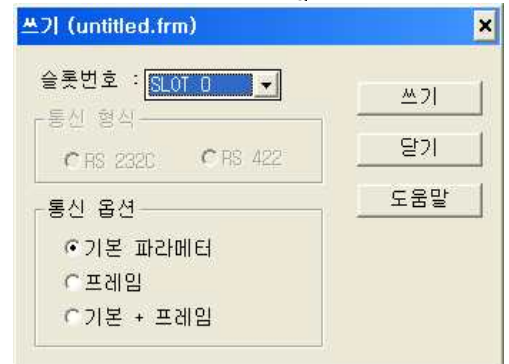 쓰기 (untitled.frm)
슬롯번호 : SLOT 0
쓰기
통신 형식
RS 232C RS 422
닫기
도움말
통신 옵션
기본 파라메터
프레임
기본 + 프레임